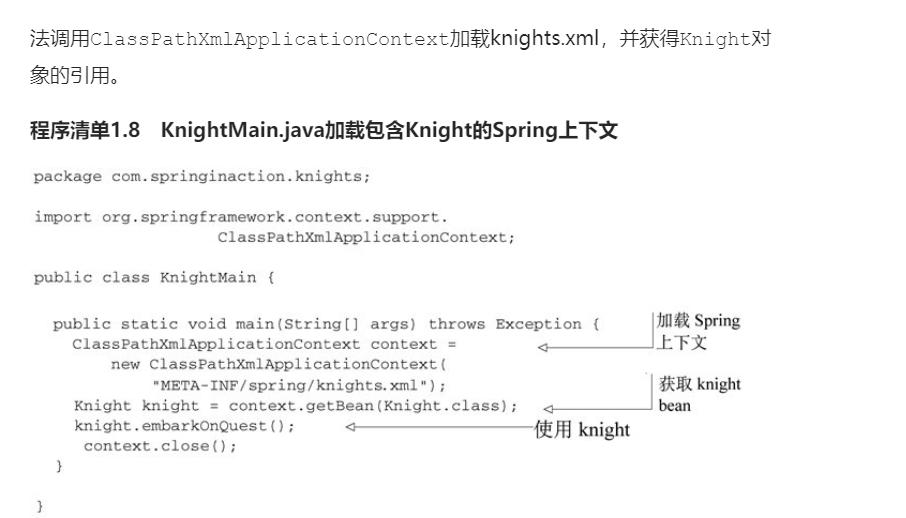 法调用ClassPathXmlApplicationContext加载knights.xml，并获得Knight对
象的引用。
程序清单1.8　KnightMain.java加载包含Knight的Spring上下文
package com.springinaction.knights;
import org.springframework.context.support.
ClassPathXmlApplicationContext;
public class KnightMain {
public static void main(String[] args) throws Exception {
加载 Spring
上下文
ClassPathXmlApplicationContext context =
new ClassPathXmlApplicationContext(
"META-INF/spring/knights.xml");
获取 knight
bean
Knight knight = context.getBean(Knight.class);
knight.embarkOnQuest();
使用 knight
context.close();
}
}